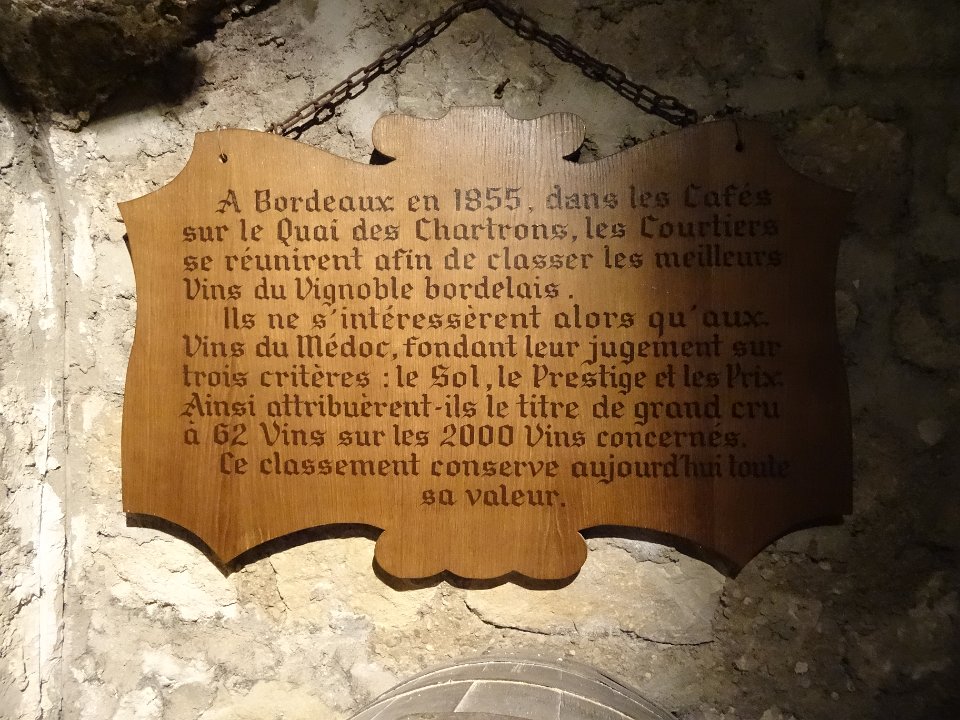 A Bordeaux en 1855, dans les Cafés
sur le Quai des Chartrons, les Courtiers
se réunirent afin de classer les meilleurs
Vins du Vignoble bordelais.
Ils ne s'intéressèrent alors qu'aux
Vins du Médoc, fondant leur jugement sur
trois critères : le Sol, le Prestige et les Prix.
Ainsi attribuèrent-ils le titre de grand cru
à 62 Vins sur les 2000 Vins concernés.
Ce classement conserve aujourd'hui toute
sa valeur.